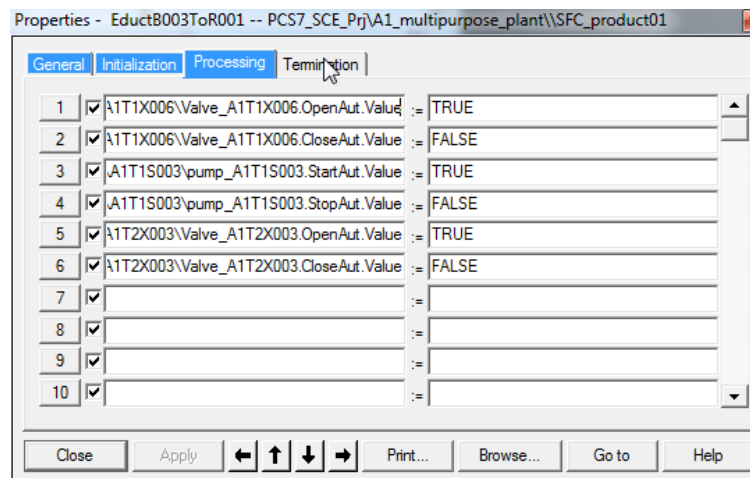 Properties - EductB003ToR001 -- PCS7_SCE_Prj\A1_multipurpose_plant\\SFC_product01
General Initialization Processing Termination
1 A1T1X006\Valve_A1T1X006.OpenAut.Value := TRUE
2 A1T1X006\Valve_A1T1X006.CloseAut.Value := FALSE
3 A1T1S003\pump_A1T1S003.StartAut.Value := TRUE
4 A1T1S003\pump_A1T1S003.StopAut.Value := FALSE
5 A1T2X003\Valve_A1T2X003.OpenAut.Value := TRUE
6 A1T2X003\Valve_A1T2X003.CloseAut.Value := FALSE
7 :=
8 :=
9 :=
10 :=
Close Apply Print... Browse... Go to Help